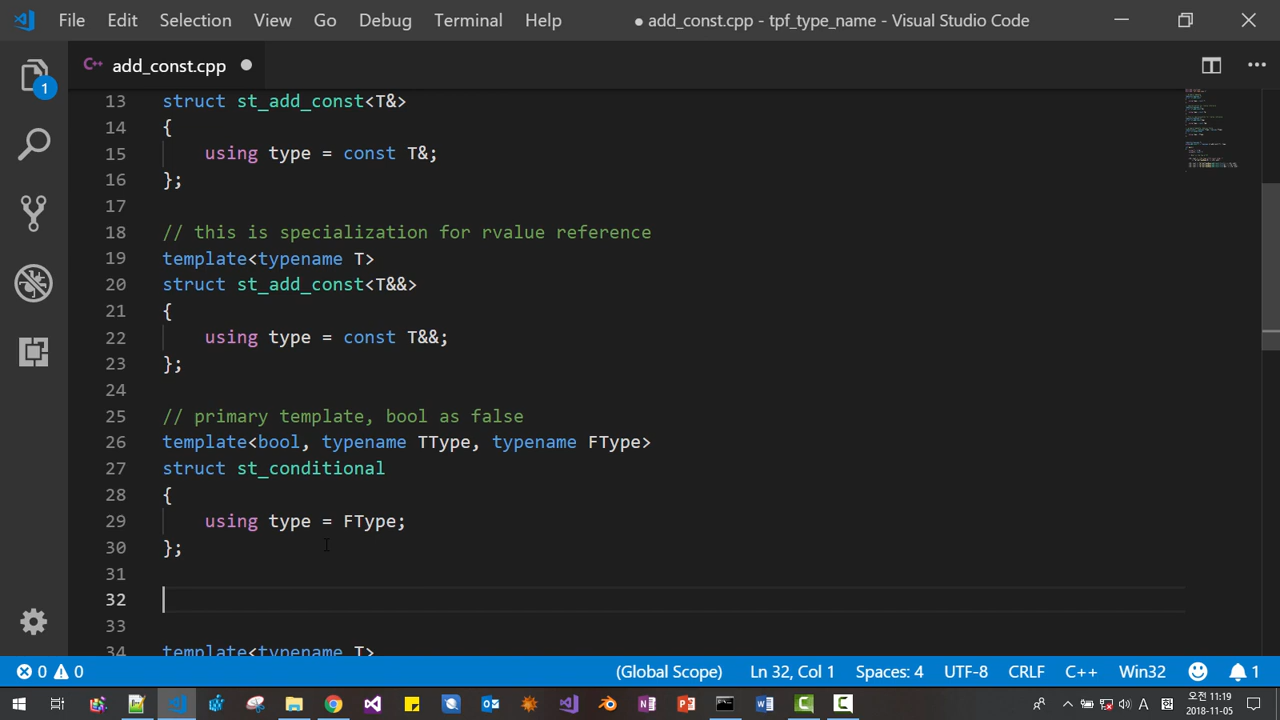 File Edit Selection View Go Debug Terminal Help ● add_const.cpp - tpf_type_name - Visual Studio Code
C++ add_const.cpp ●
1
13 struct st_add_const<T&>
14 {
15 using type = const T&;
16 };
17
18 // this is specialization for rvalue reference
19 template<typename T>
20 struct st_add_const<T&&>
21 {
22 using type = const T&&;
23 };
24
25 // primary template, bool as false
26 template<bool, typename TType, typename FType>
27 struct st_conditional
28 {
29 using type = FType;
30 };
31
32
33
34 template<typename T>
0 0 (Global Scope) Ln 32, Col 1 Spaces: 4 UTF-8 CRLF C++ Win32 1
A 오전 11:19
2018-11-05